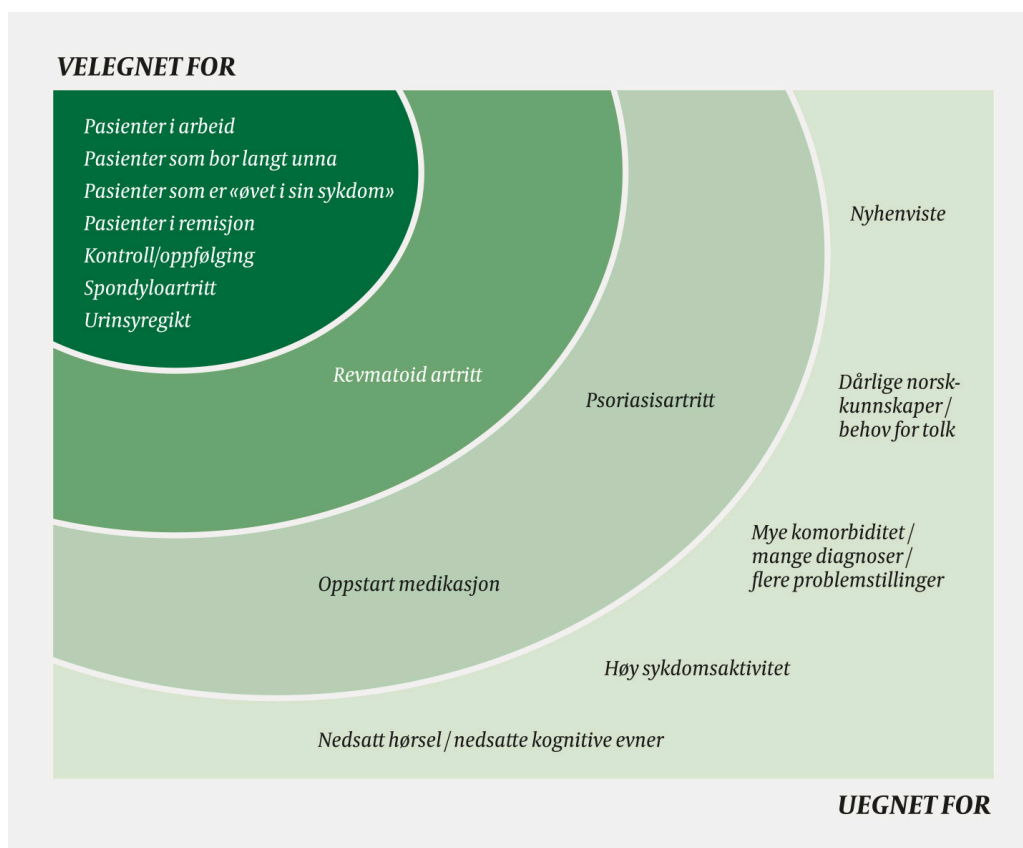 VELEGNET FOR
Pasienter i arbeid
Pasienter som bor langt unna
Pasienter som er «øvet i sin sykdom»
Pasienter i remisjon
Kontroll/oppfølging
Spondyloartritt
Urinsyregikt
Revmatoid artritt
Psoriasisartritt
Oppstart medikasjon
Nyhenviste
Dårlige norsk-
kunnskaper/
behov for tolk
Mye komorbiditet/
mange diagnoser/
flere problemstillinger
Høy sykdomsaktivitet
Nedsatt hørsel/nedsatte kognitive evner
UEGNET FOR